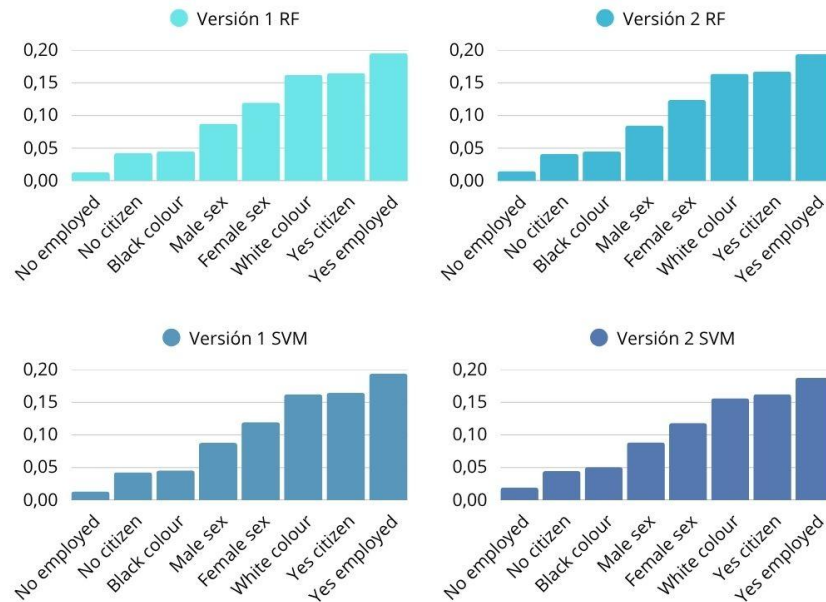 Versión 1 RF
0,20
0,15
0,10
0,05
0,00
No employed
No citizen
Black colour
Male sex
Female sex
White colour
Yes citizen
Yes employed
Versión 2 RF
0,20
0,15
0,10
0,05
0,00
No employed
No citizen
Black colour
Male sex
Female sex
White colour
Yes citizen
Yes employed
Versión 1 SVM
0,20
0,15
0,10
0,05
0,00
No employed
No citizen
Black colour
Male sex
Female sex
White colour
Yes citizen
Yes employed
Versión 2 SVM
0,20
0,15
0,10
0,05
0,00
No employed
No citizen
Black colour
Male sex
Female sex
White colour
Yes citizen
Yes employed